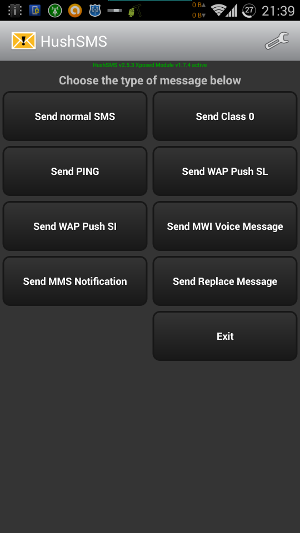 0 B▲
0 B▼
27
21:39
HushSMS
HushSMS v2.5.3 Xposed Module v1.7.4 active
Choose the type of message below
Send normal SMS
Send Class 0
Send PING
Send WAP Push SL
Send WAP Push SI
Send MWI Voice Message
Send MMS Notification
Send Replace Message
Exit